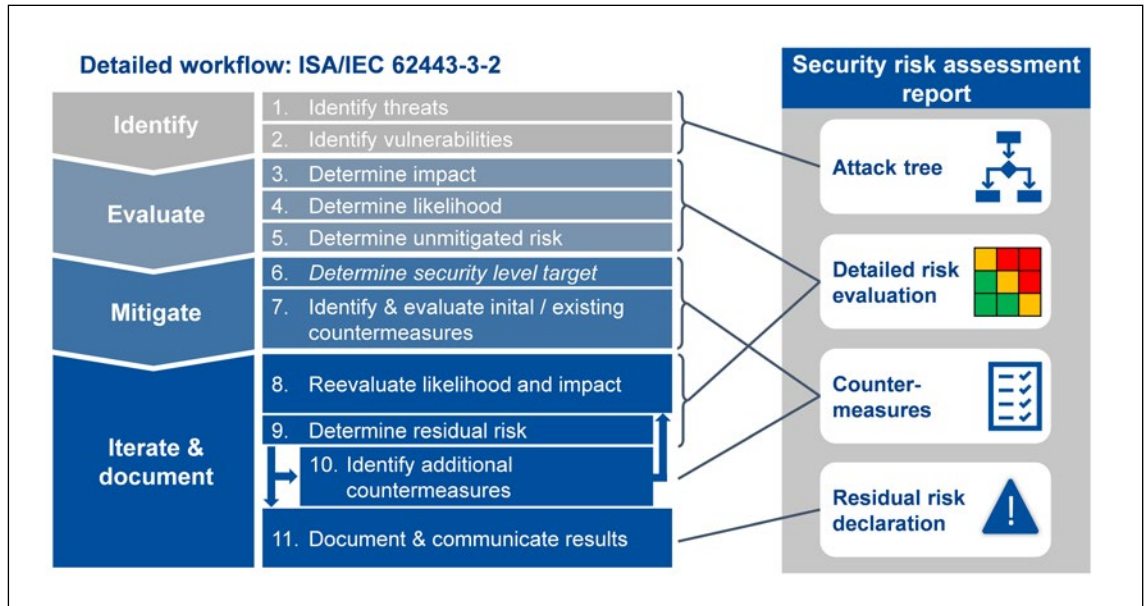 Detailed workflow: ISA/IEC 62443-3-2
Identify
1. Identify threats
2. Identify vulnerabilities
Evaluate
3. Determine impact
4. Determine likelihood
5. Determine unmitigated risk
Mitigate
6. Determine security level target
7. Identify & evaluate inital / existing
countermeasures
Iterate &
document
8. Reevaluate likelihood and impact
9. Determine residual risk
10. Identify additional
countermeasures
11. Document & communicate results
Security risk assessment
report
Attack tree
Detailed risk
evaluation
Counter-
measures
Residual risk
declaration
!